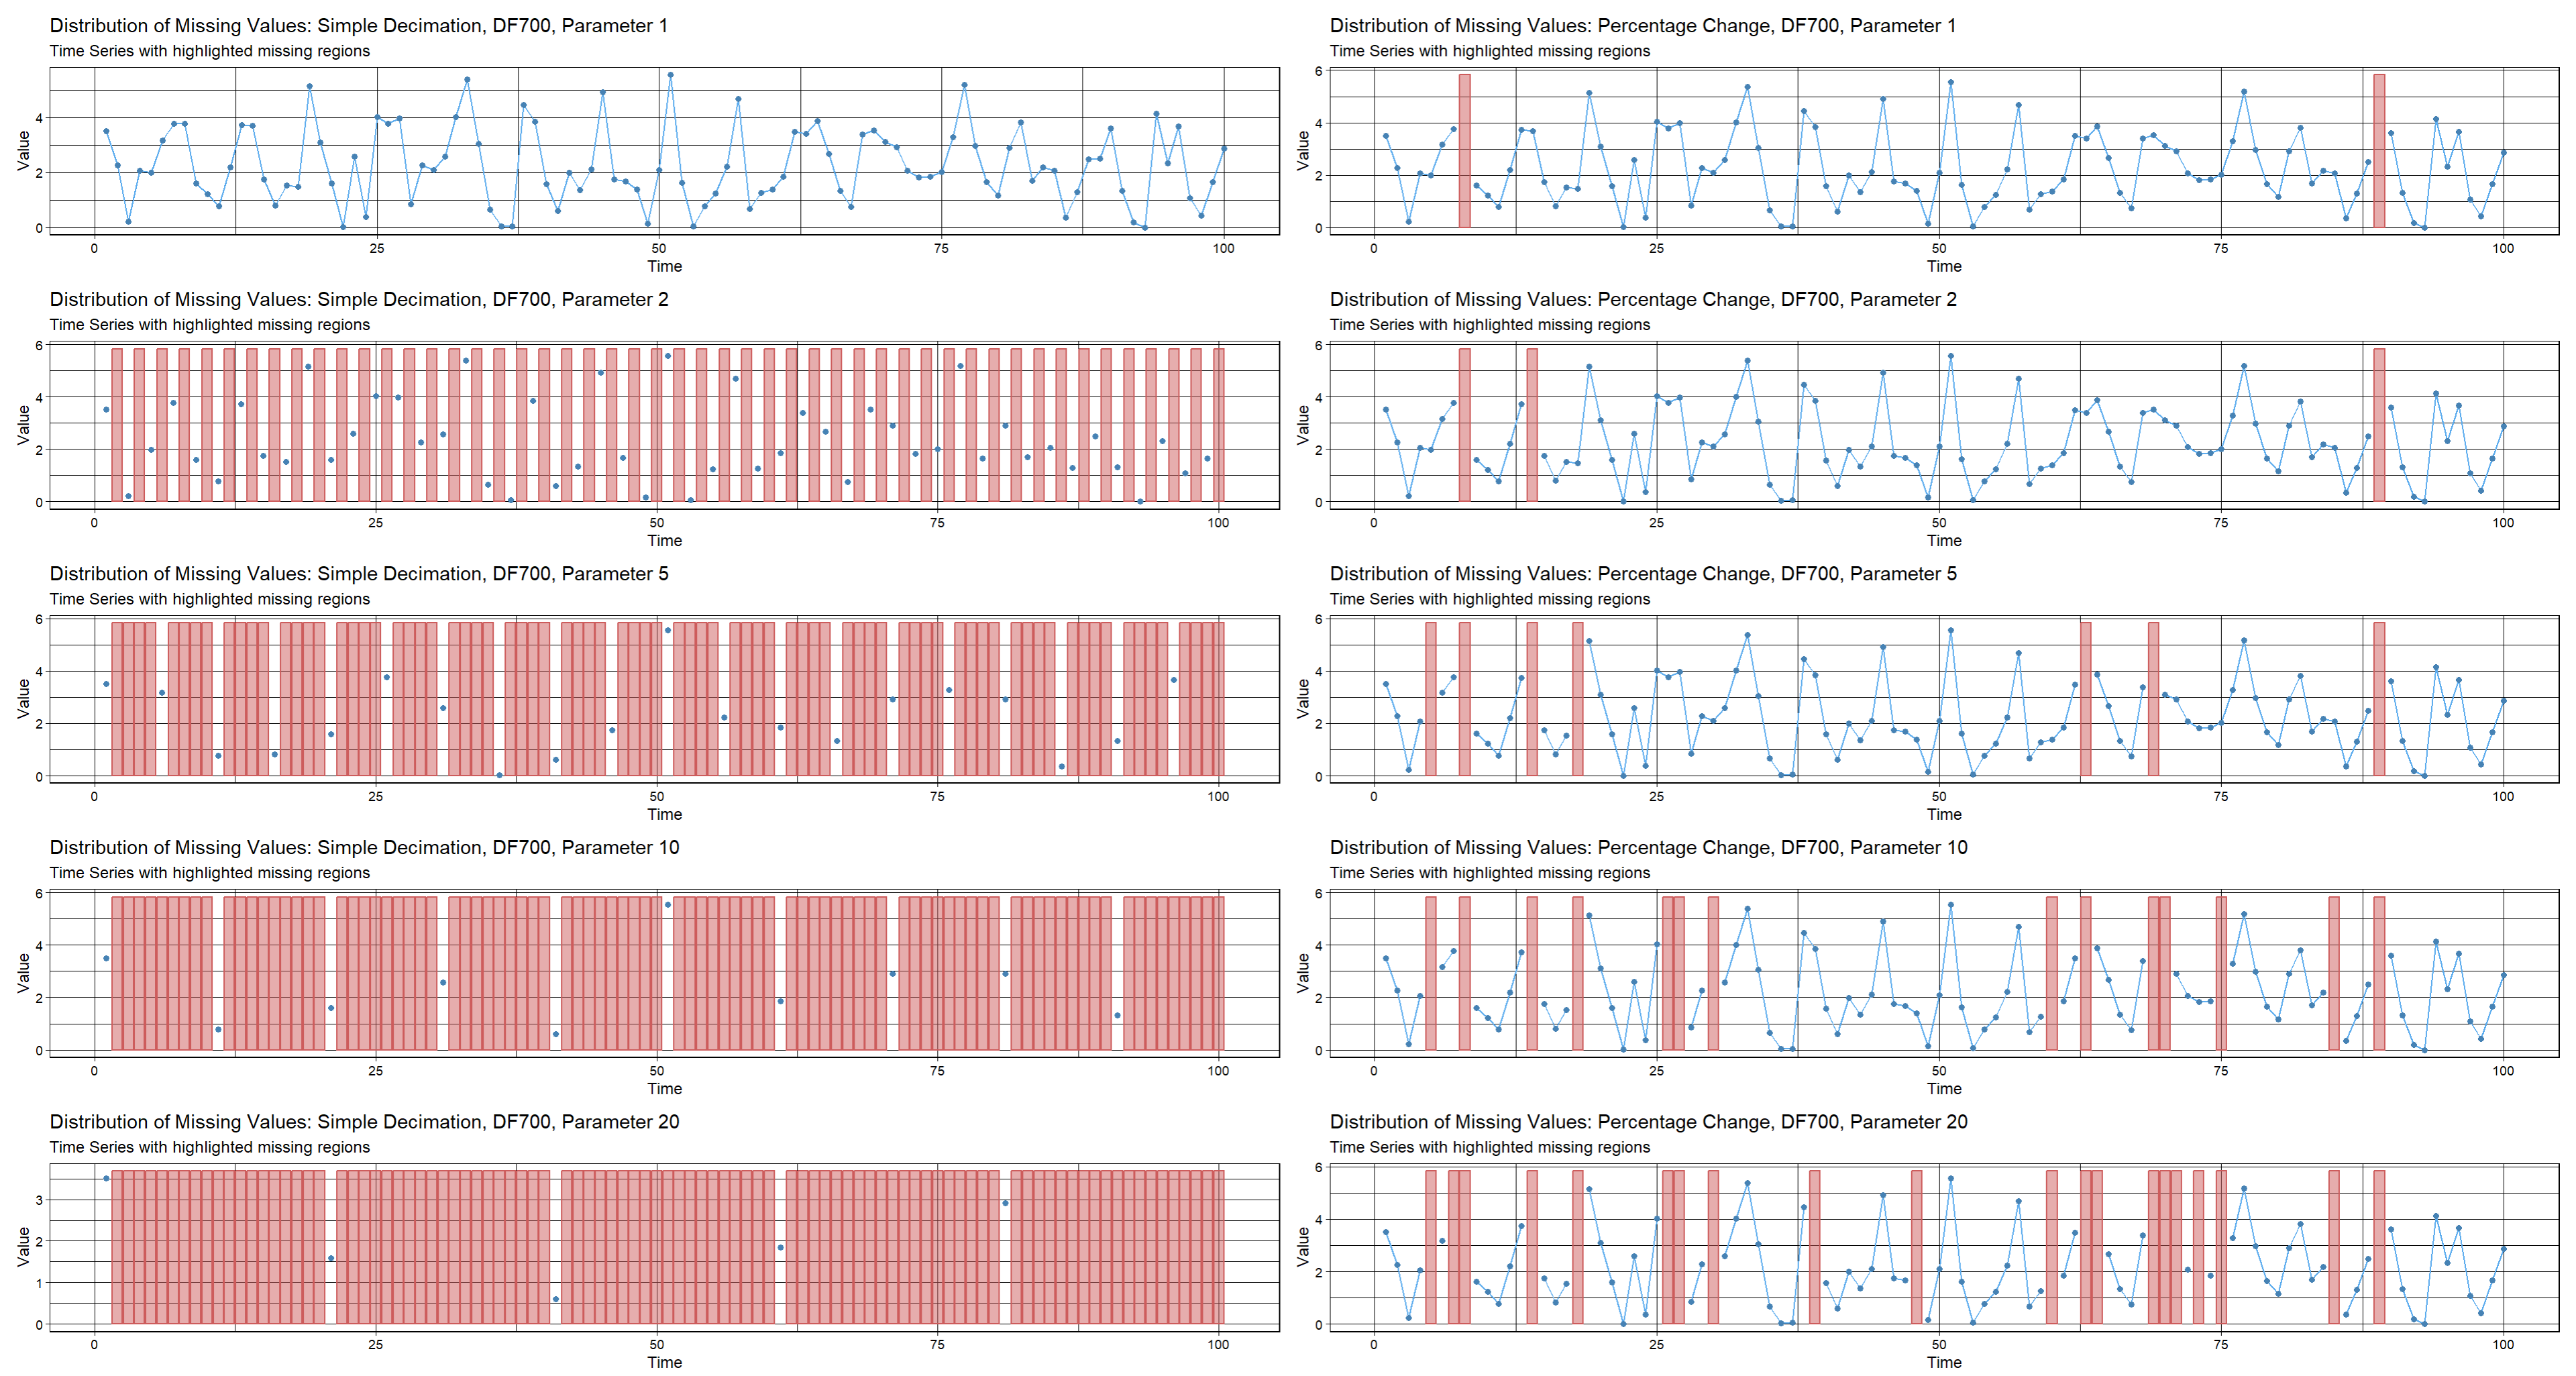 Distribution of Missing Values: Simple Decimation, DF700, Parameter 1
Time Series with highlighted missing regions
Value
4
2
0
0 25 50 75 100
Time
Distribution of Missing Values: Percentage Change, DF700, Parameter 1
Time Series with highlighted missing regions
Value
6
4
2
0
0 25 50 75 100
Time
Distribution of Missing Values: Simple Decimation, DF700, Parameter 2
Time Series with highlighted missing regions
Value
6
4
2
0
0 25 50 75 100
Time
Distribution of Missing Values: Percentage Change, DF700, Parameter 2
Time Series with highlighted missing regions
Value
6
4
2
0
0 25 50 75 100
Time
Distribution of Missing Values: Simple Decimation, DF700, Parameter 5
Time Series with highlighted missing regions
Value
6
4
2
0
0 25 50 75 100
Time
Distribution of Missing Values: Percentage Change, DF700, Parameter 5
Time Series with highlighted missing regions
Value
6
4
2
0
0 25 50 75 100
Time
Distribution of Missing Values: Simple Decimation, DF700, Parameter 10
Time Series with highlighted missing regions
Value
6
4
2
0
0 25 50 75 100
Time
Distribution of Missing Values: Percentage Change, DF700, Parameter 10
Time Series with highlighted missing regions
Value
6
4
2
0
0 25 50 75 100
Time
Distribution of Missing Values: Simple Decimation, DF700, Parameter 20
Time Series with highlighted missing regions
Value
3
2
1
0
0 25 50 75 100
Time
Distribution of Missing Values: Percentage Change, DF700, Parameter 20
Time Series with highlighted missing regions
Value
6
4
2
0
0 25 50 75 100
Time